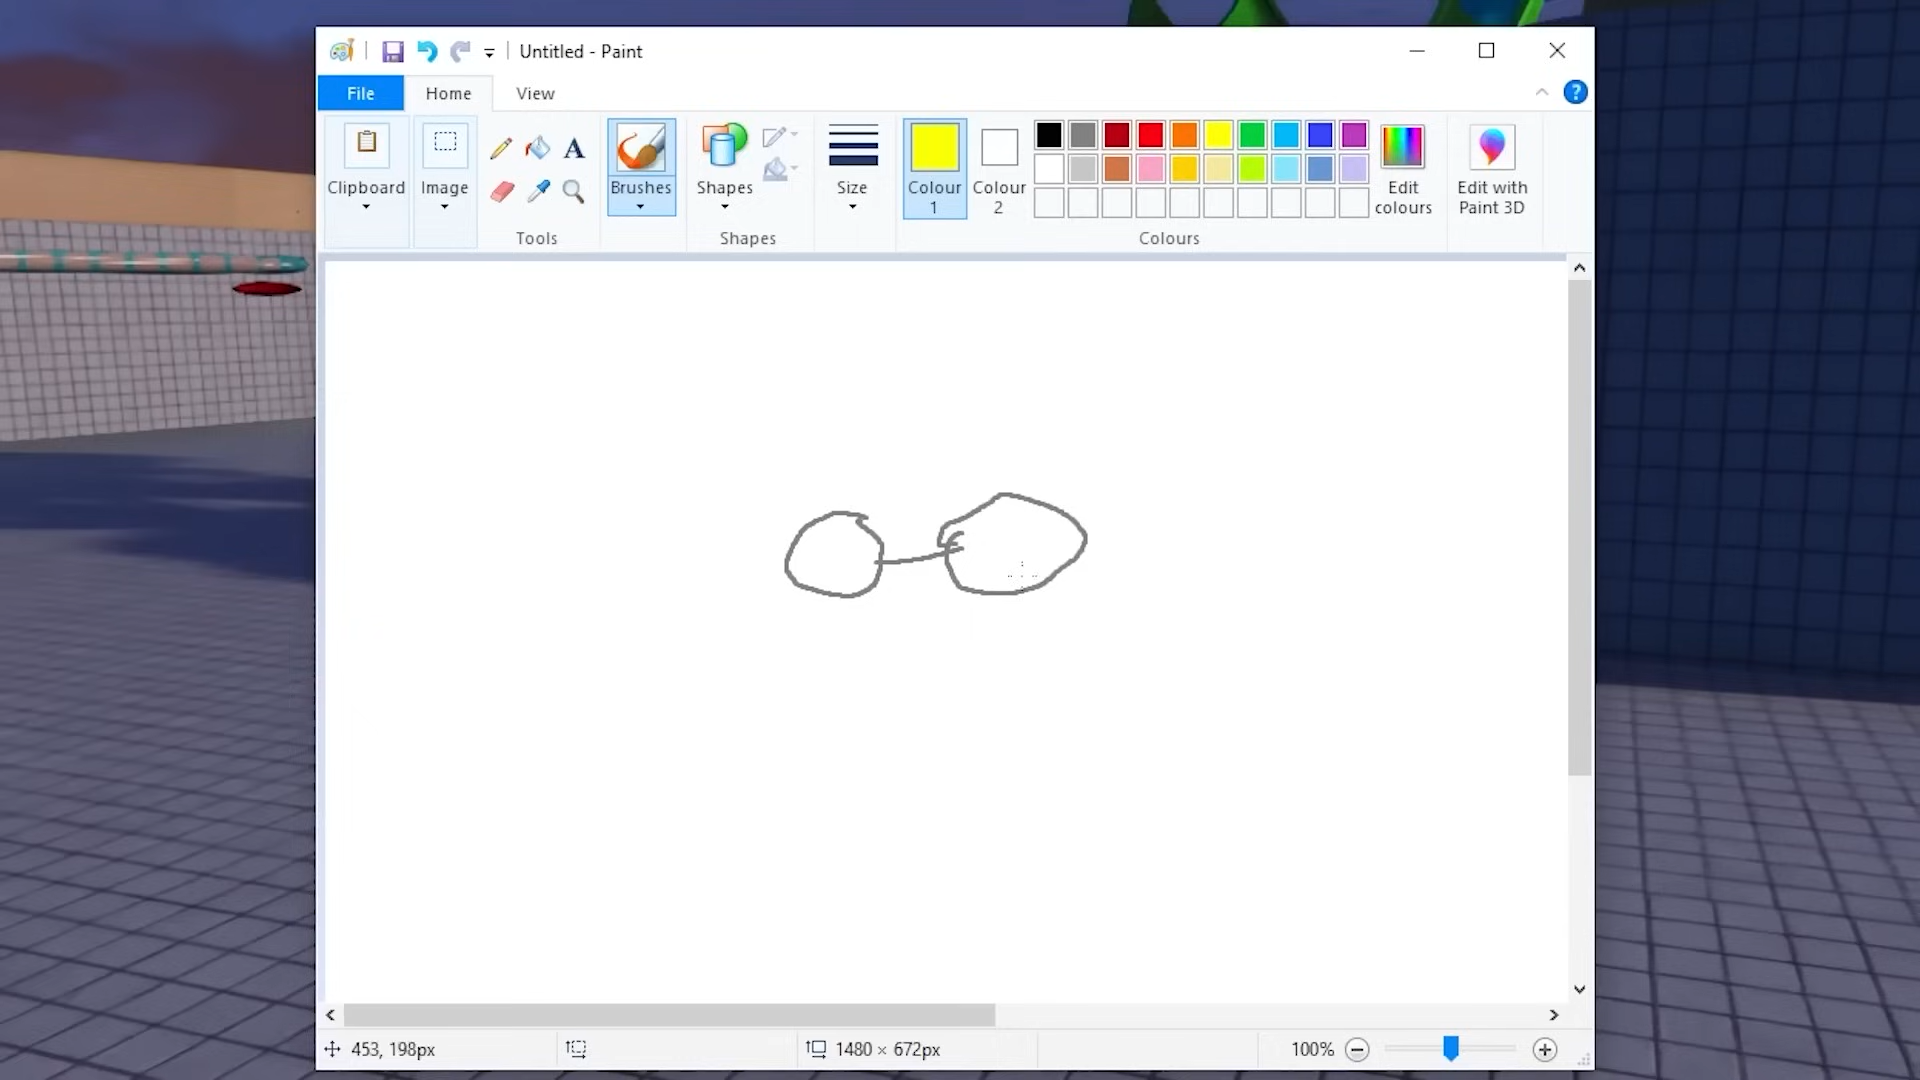 Untitled - Paint
File Home View
Clipboard Image Tools Brushes Shapes Shapes Size Colour 1 Colour 2 Colours Edit colours Edit with Paint 3D
453, 198px 1480 × 672px 100%